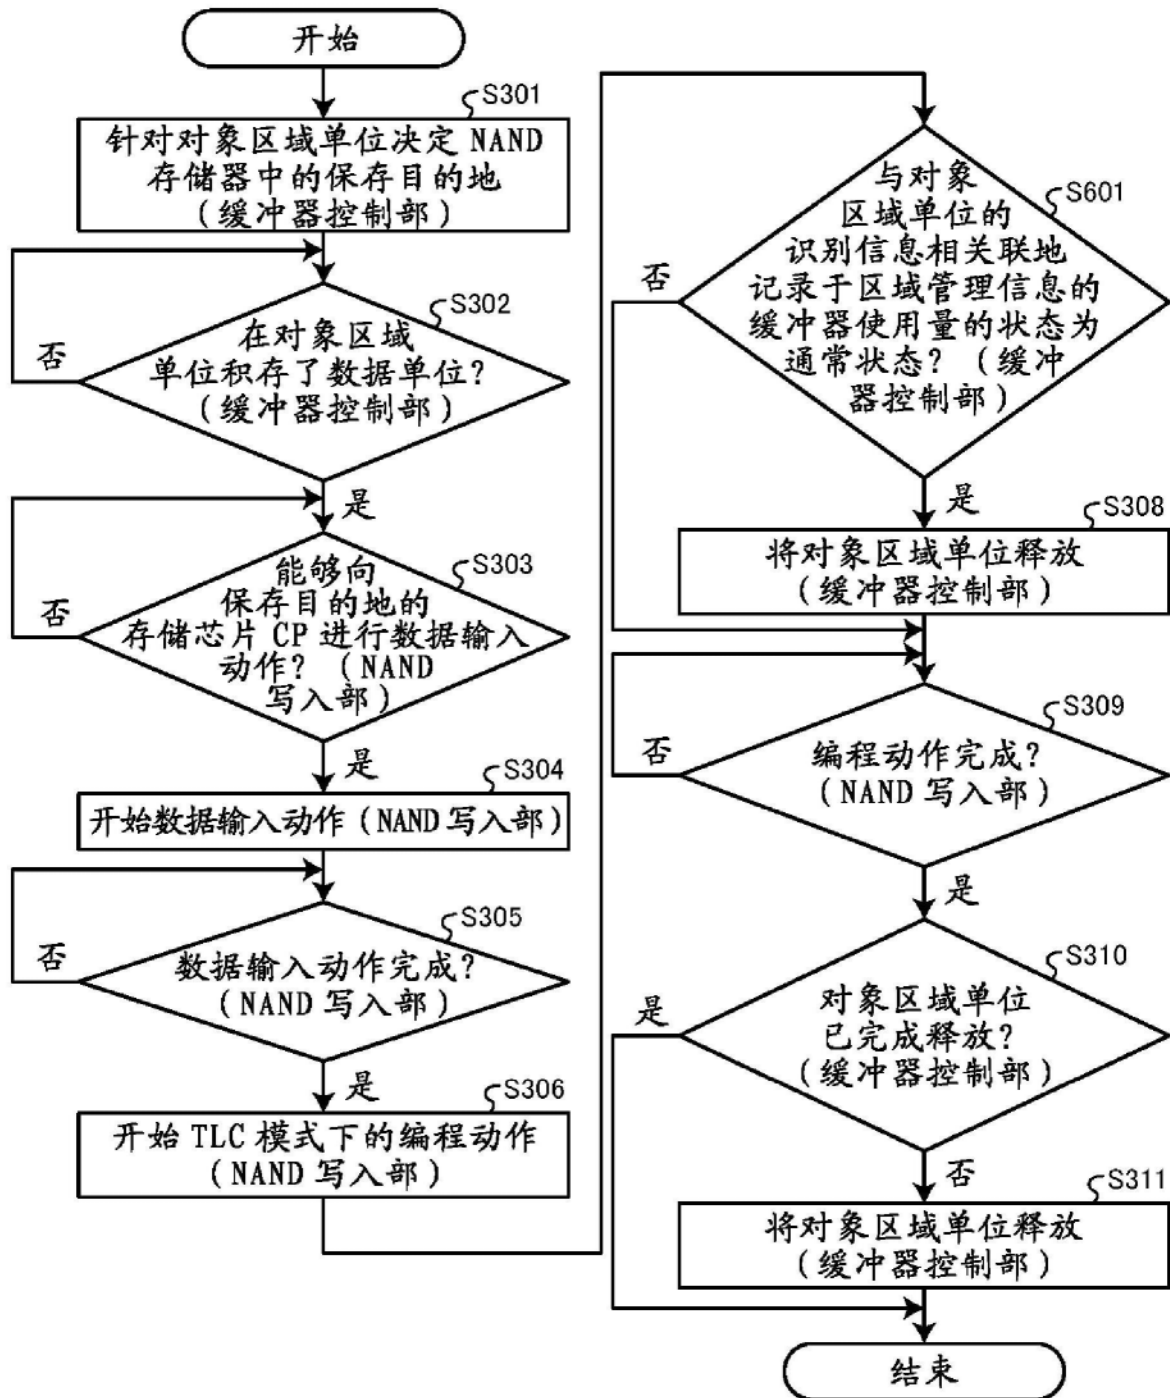 开始
S301
针对对象区域单位决定 NAND
存储器中的保存目的地
(缓冲器控制部)
S302
否
在对象区域
单位积存了数据单位?
(缓冲器控制部)
是
S303
否
能够向
保存目的地的
存储芯片 CP 进行数据输入
动作? (NAND
写入部)
是
S304
开始数据输入动作 (NAND 写入部)
S305
否
数据输入动作完成?
(NAND 写入部)
是
S306
开始 TLC 模式下的编程动作
(NAND 写入部)
S601
否
与对象
区域单位的
识别信息相关联地
记录于区域管理信息的
缓冲器使用量的状态为
通常状态? (缓冲
器控制部)
是
S308
将对象区域单位释放
(缓冲器控制部)
S309
否
编程动作完成?
(NAND 写入部)
是
S310
是
对象区域单位
已完成释放?
(缓冲器控制部)
否
S311
将对象区域单位释放
(缓冲器控制部)
结束